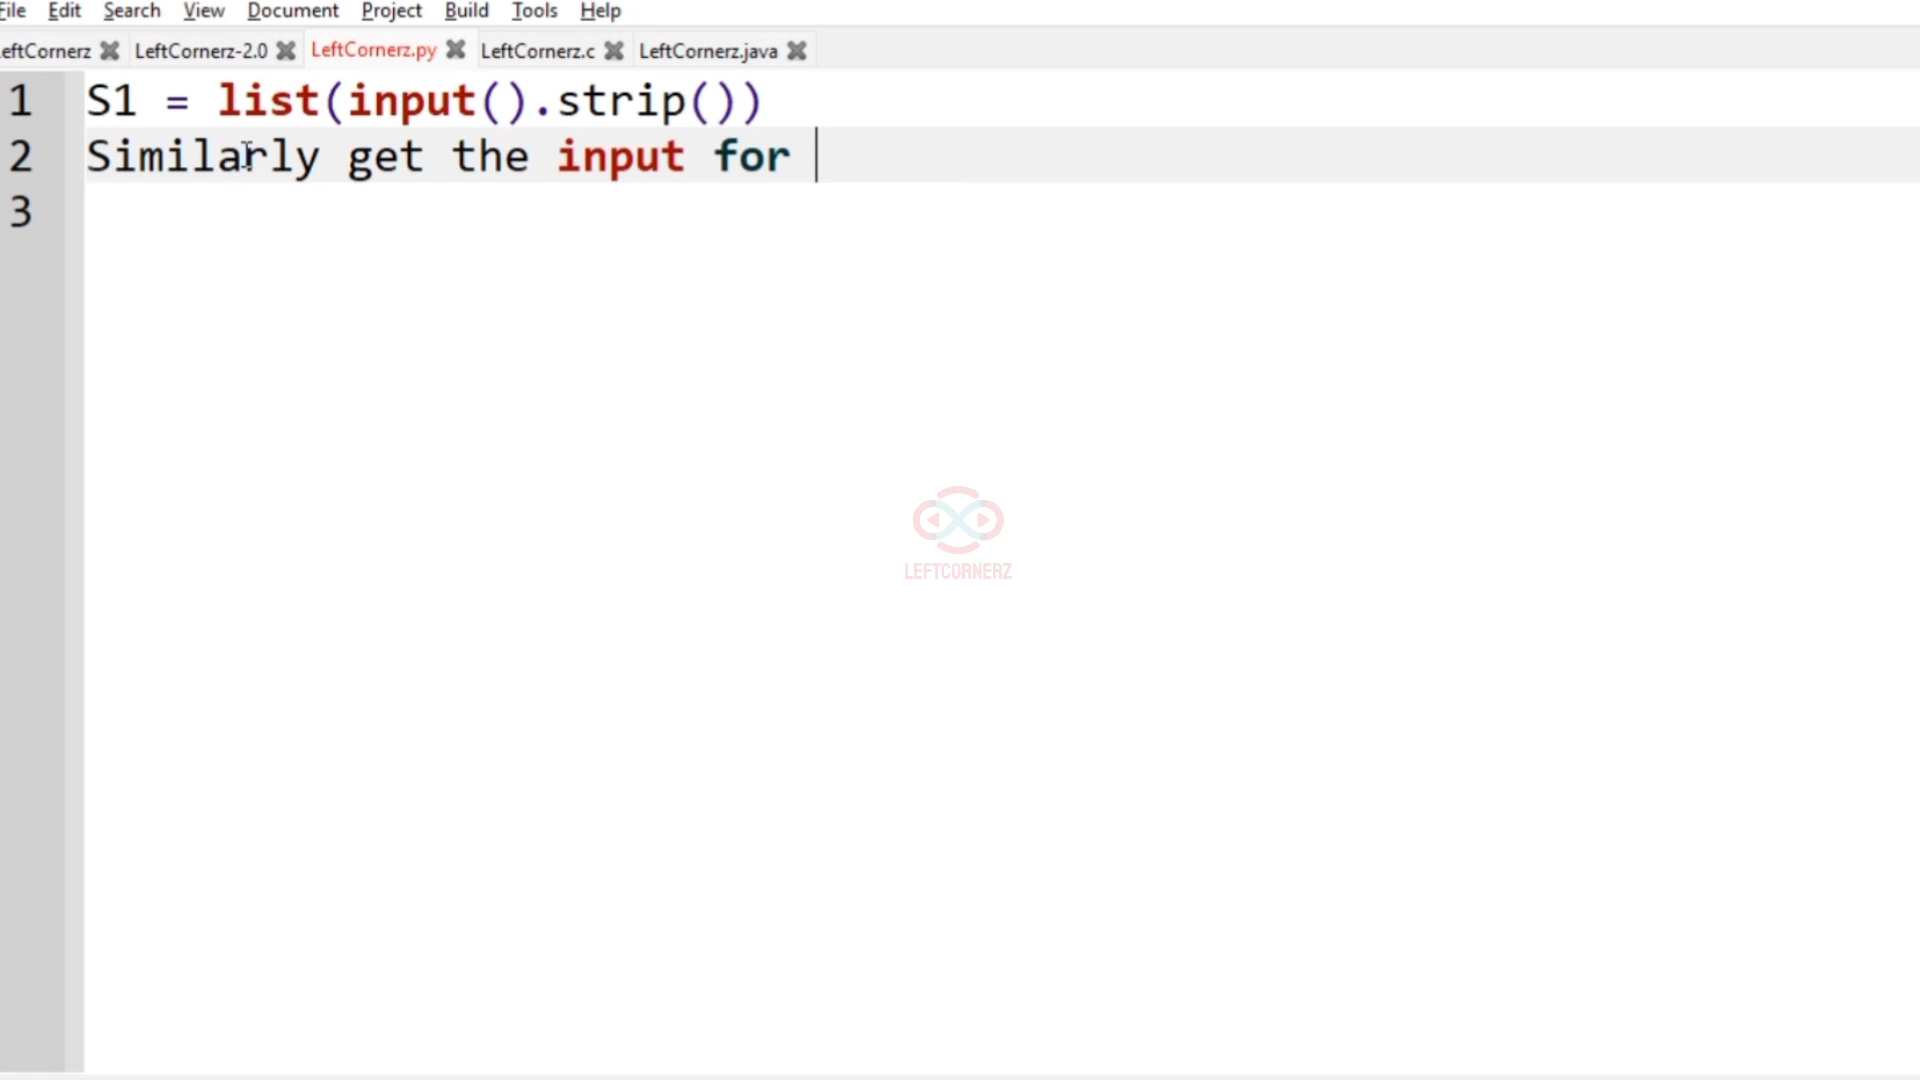 File Edit Search View Document Project Build Tools Help
LeftCornerz LeftCornerz-2.0 LeftCornerz.py LeftCornerz.c LeftCornerz.java
1 S1 = list(input().strip())
2 Similarly get the input for
3
LEFTCORNERZ